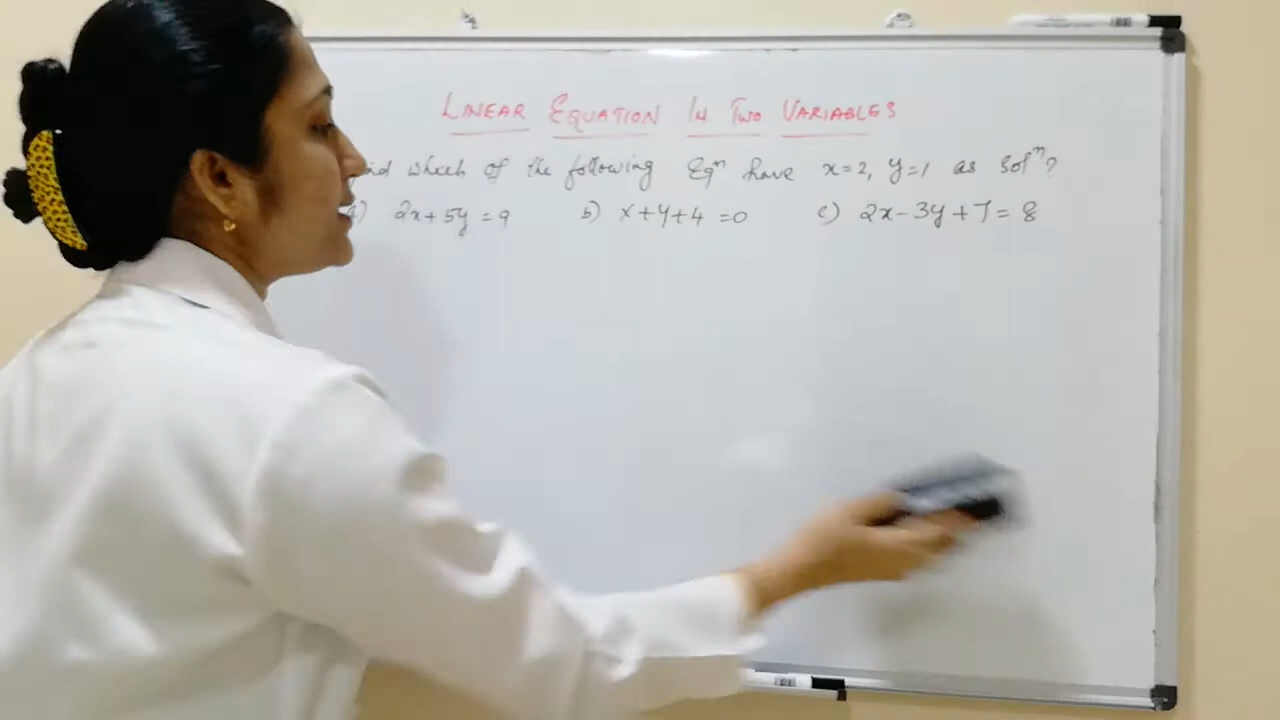 LINEAR EQUATION IN TWO VARIABLES
which of the following Eqⁿ have x=2, y=1 as Solⁿ?
2x+5y=9 b) x+y+4=0 c) 2x-3y+7=8